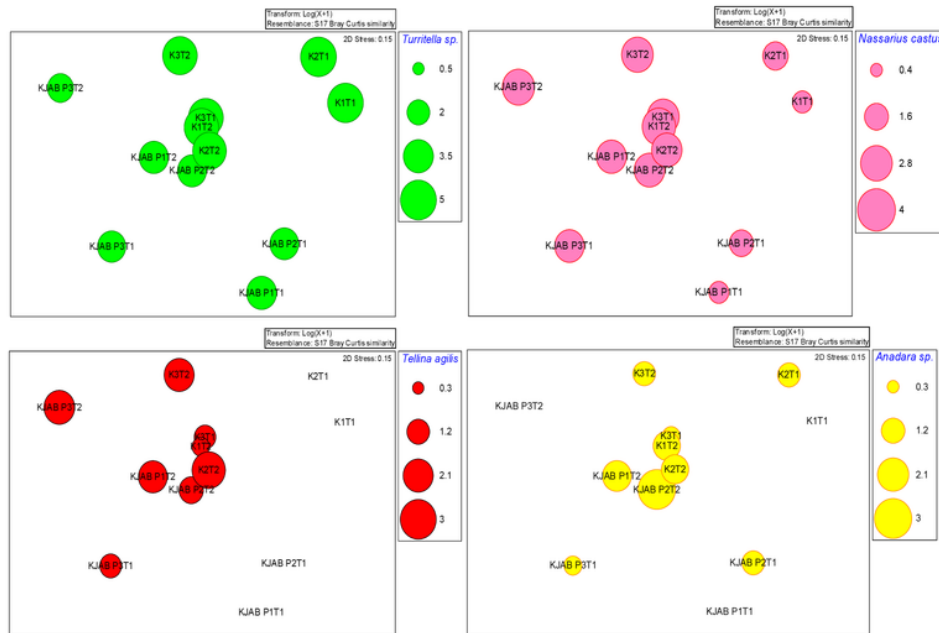 Transform: Log(X+1)
Resemblance: S17 Bray Curtis similarity
2D Stress: 0.15
Turritella sp.
0.5
2
3.5
5
K3T2
K2T1
KJAB P3T2
K1T1
K3T1
K1T2
K2T2
KJAB P1T2
KJAB P2T2
KJAB P3T1
KJAB P2T1
KJAB P1T1
Transform: Log(X+1)
Resemblance: S17 Bray Curtis similarity
2D Stress: 0.15
Nassarius castut
0.4
1.6
2.8
4
K3T2
K2T1
KJAB P3T2
K1T1
K3T1
K1T2
K2T2
KJAB P1T2
KJAB P2T2
KJAB P3T1
KJAB P2T1
KJAB P1T1
Transform: Log(X+1)
Resemblance: S17 Bray Curtis similarity
2D Stress: 0.15
Tellina agilis
0.3
1.2
2.1
3
K3T2
K2T1
KJAB P3T2
K1T1
K3T1
K1T2
K2T2
KJAB P1T2
KJAB P2T2
KJAB P3T1
KJAB P2T1
KJAB P1T1
Transform: Log(X+1)
Resemblance: S17 Bray Curtis similarity
2D Stress: 0.15
Anadara sp.
0.3
1.2
2.1
3
K3T2
K2T1
KJAB P3T2
K1T1
K3T1
K1T2
K2T2
KJAB P1T2
KJAB P2T2
KJAB P3T1
KJAB P2T1
KJAB P1T1